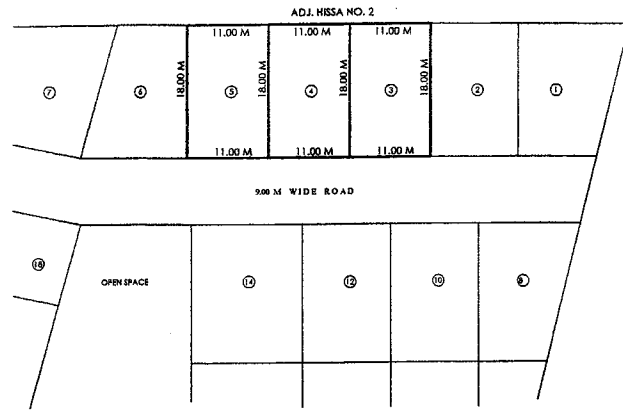 ADJ. HISSA NO. 2
11.00 M 11.00 M 11.00 M
7 6 18.00 M 5 18.00 M 4 18.00 M 3 18.00 M 2 1
11.00 M 11.00 M 11.00 M
9.00 M WIDE ROAD
OPEN SPACE 14 12 10 8